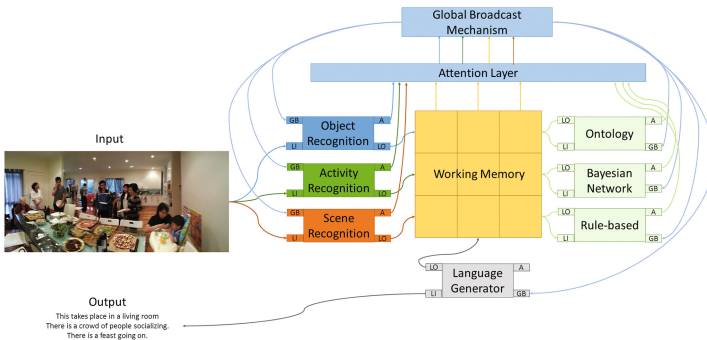 Global Broadcast
Mechanism
Attention Layer
Input
GB
A
Object
Recognition
LI
LO
GB
A
Activity
Recognition
LI
LO
GB
A
Scene
Recognition
LI
LO
Working Memory
LO
A
Ontology
LI
GB
LO
A
Bayesian
Network
LI
GB
LO
A
Rule-based
LI
GB
LO
A
Language
Generator
LI
GB
Output
This takes place in a living room
There is a crowd of people socializing.
There is a feast going on.